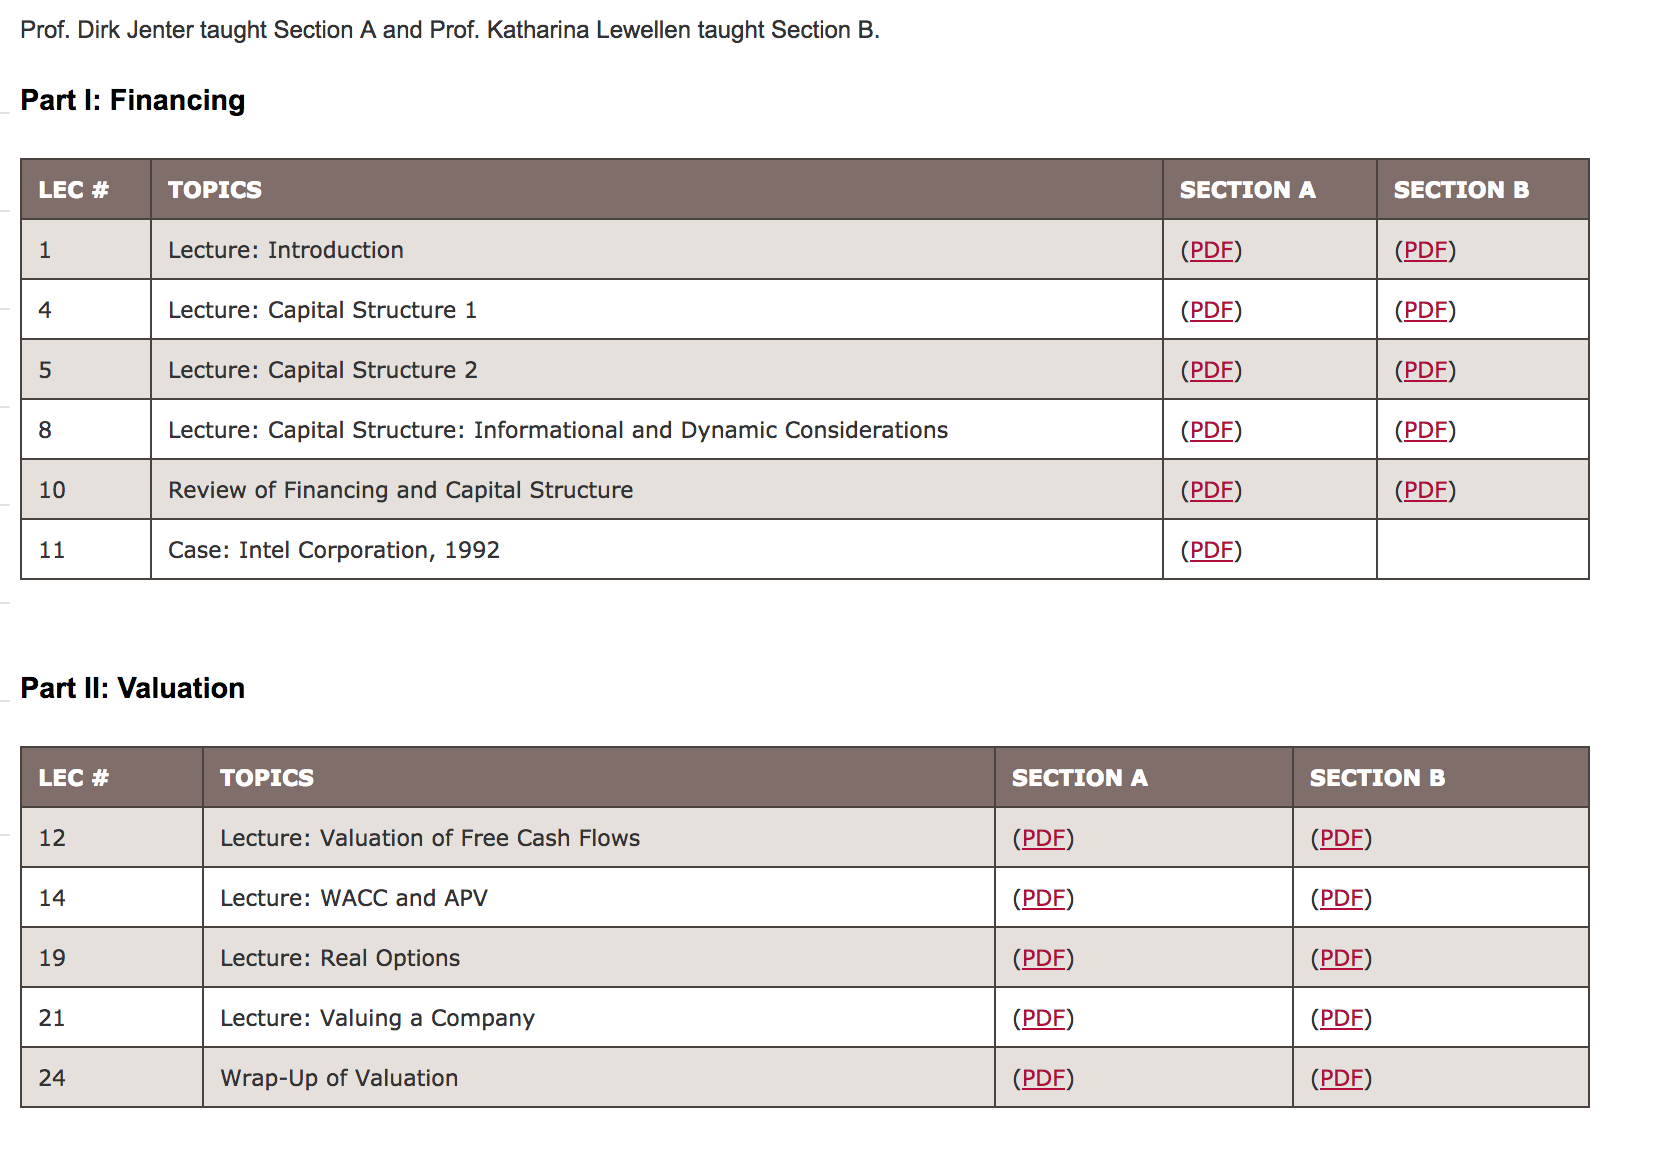 Prof. Dirk Jenter taught Section A and Prof. Katharina Lewellen taught Section B.
Part I: Financing
LEC # TOPICS SECTION A SECTION B
1 Lecture: Introduction (PDF) (PDF)
4 Lecture: Capital Structure 1 (PDF) (PDF)
5 Lecture: Capital Structure 2 (PDF) (PDF)
8 Lecture: Capital Structure: Informational and Dynamic Considerations (PDF) (PDF)
10 Review of Financing and Capital Structure (PDF) (PDF)
11 Case: Intel Corporation, 1992 (PDF)
Part II: Valuation
LEC # TOPICS SECTION A SECTION B
12 Lecture: Valuation of Free Cash Flows (PDF) (PDF)
14 Lecture: WACC and APV (PDF) (PDF)
19 Lecture: Real Options (PDF) (PDF)
21 Lecture: Valuing a Company (PDF) (PDF)
24 Wrap-Up of Valuation (PDF) (PDF)